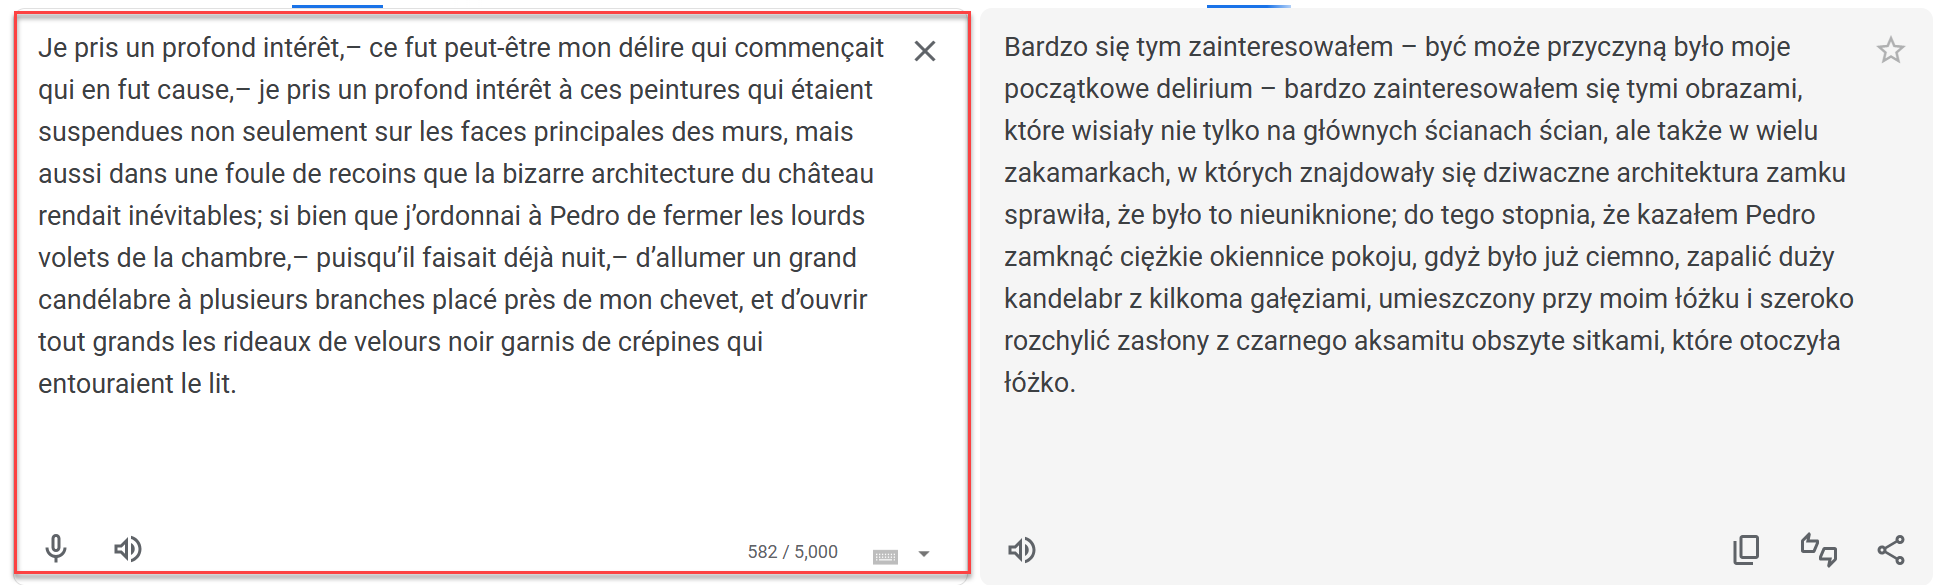 Je pris un profond intérêt,– ce fut peut-être mon délire qui commençait
qui en fut cause,– je pris un profond intérêt à ces peintures qui étaient
suspendues non seulement sur les faces principales des murs, mais
aussi dans une foule de recoins que la bizarre architecture du château
rendait inévitables; si bien que j’ordonnai à Pedro de fermer les lourds
volets de la chambre,– puisqu’il faisait déjà nuit,– d’allumer un grand
candélabre à plusieurs branches placé près de mon chevet, et d’ouvrir
tout grands les rideaux de velours noir garnis de crépines qui
entouraient le lit.
582 / 5,000
Bardzo się tym zainteresowałem – być może przyczyną było moje
początkowe delirium – bardzo zainteresowałem się tymi obrazami,
które wisiały nie tylko na głównych ścianach ścian, ale także w wielu
zakamarkach, w których znajdowały się dziwaczne architektura zamku
sprawiła, że było to nieuniknione; do tego stopnia, że kazałem Pedro
zamknąć ciężkie okiennice pokoju, gdyż było już ciemno, zapalić duży
kandelabr z kilkoma gałęziami, umieszczony przy moim łóżku i szeroko
rozchylić zasłony z czarnego aksamitu obszyte sitkami, które otoczyła
łóżko.